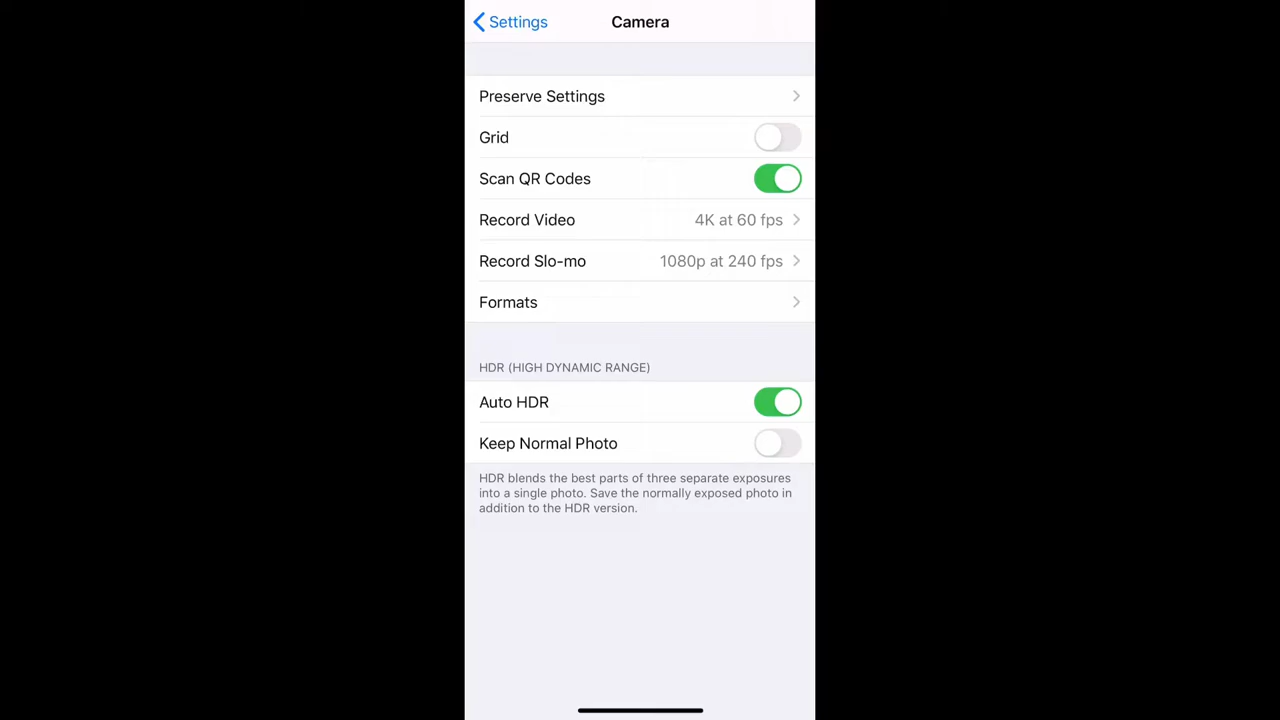 Settings
Camera
Preserve Settings
Grid
Scan QR Codes
Record Video 4K at 60 fps
Record Slo-mo 1080p at 240 fps
Formats
HDR (HIGH DYNAMIC RANGE)
Auto HDR
Keep Normal Photo
HDR blends the best parts of three separate exposures
into a single photo. Save the normally exposed photo in
addition to the HDR version.